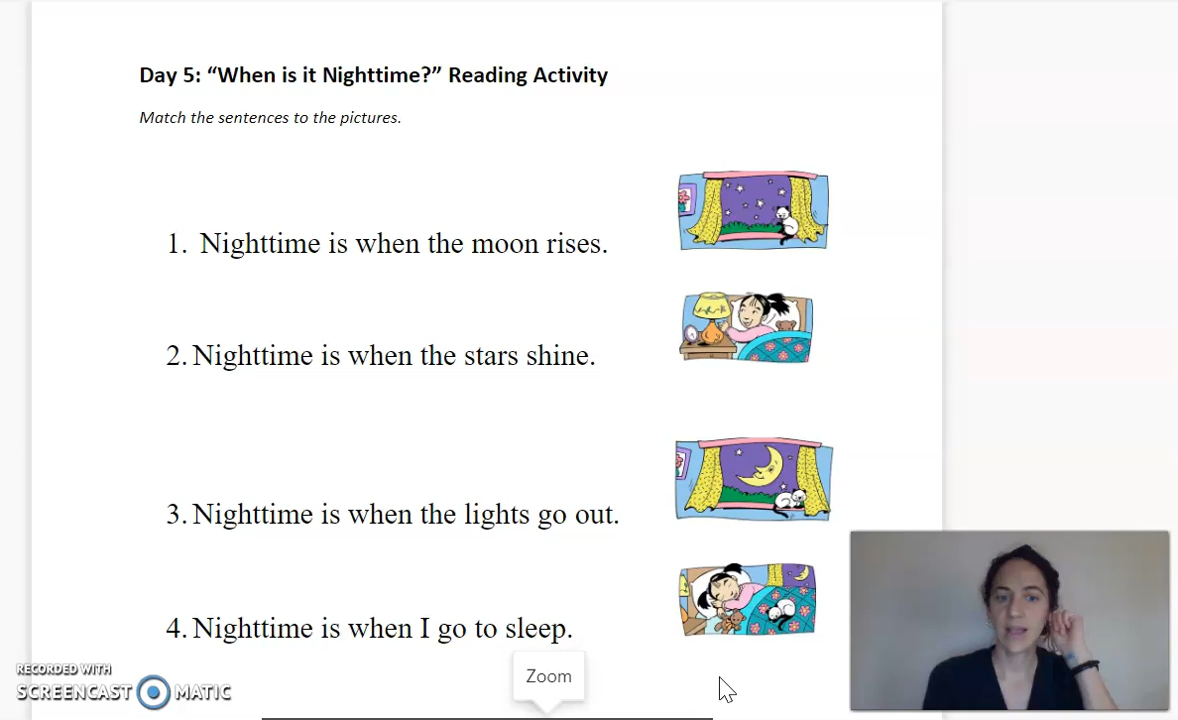 Day 5: “When is it Nighttime?” Reading Activity
Match the sentences to the pictures.
1. Nighttime is when the moon rises.
2. Nighttime is when the stars shine.
3. Nighttime is when the lights go out.
4. Nighttime is when I go to sleep.
RECORDED WITH
SCREENCAST MATIC
Zoom